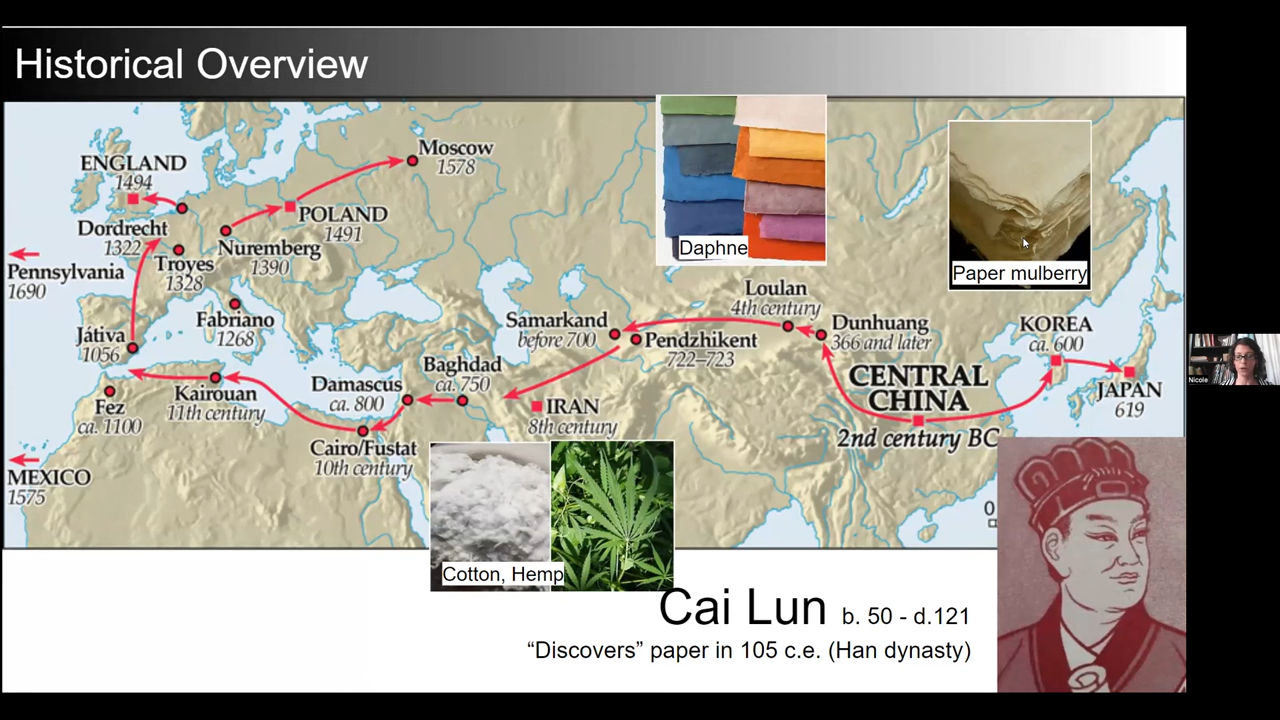 Historical Overview
ENGLAND
1494
Moscow
1578
Dordrecht
1322
POLAND
1491
Nuremberg
1390
Troyes
1328
Pennsylvania
1690
Fabriano
1268
Játiva
1056
Fez
ca. 1100
Kairouan
11th century
MEXICO
1575
Damascus
ca. 800
Cairo/Fustat
10th century
Baghdad
ca. 750
Samarkand
before 700
Pendzhikent
722–723
IRAN
8th century
Loulan
4th century
Dunhuang
366 and later
CENTRAL
CHINA
2nd century BC
KOREA
ca. 600
JAPAN
619
0
Daphne
Paper mulberry
Cotton, Hemp
Cai Lun b. 50 - d.121
“Discovers” paper in 105 c.e. (Han dynasty)
Nicole